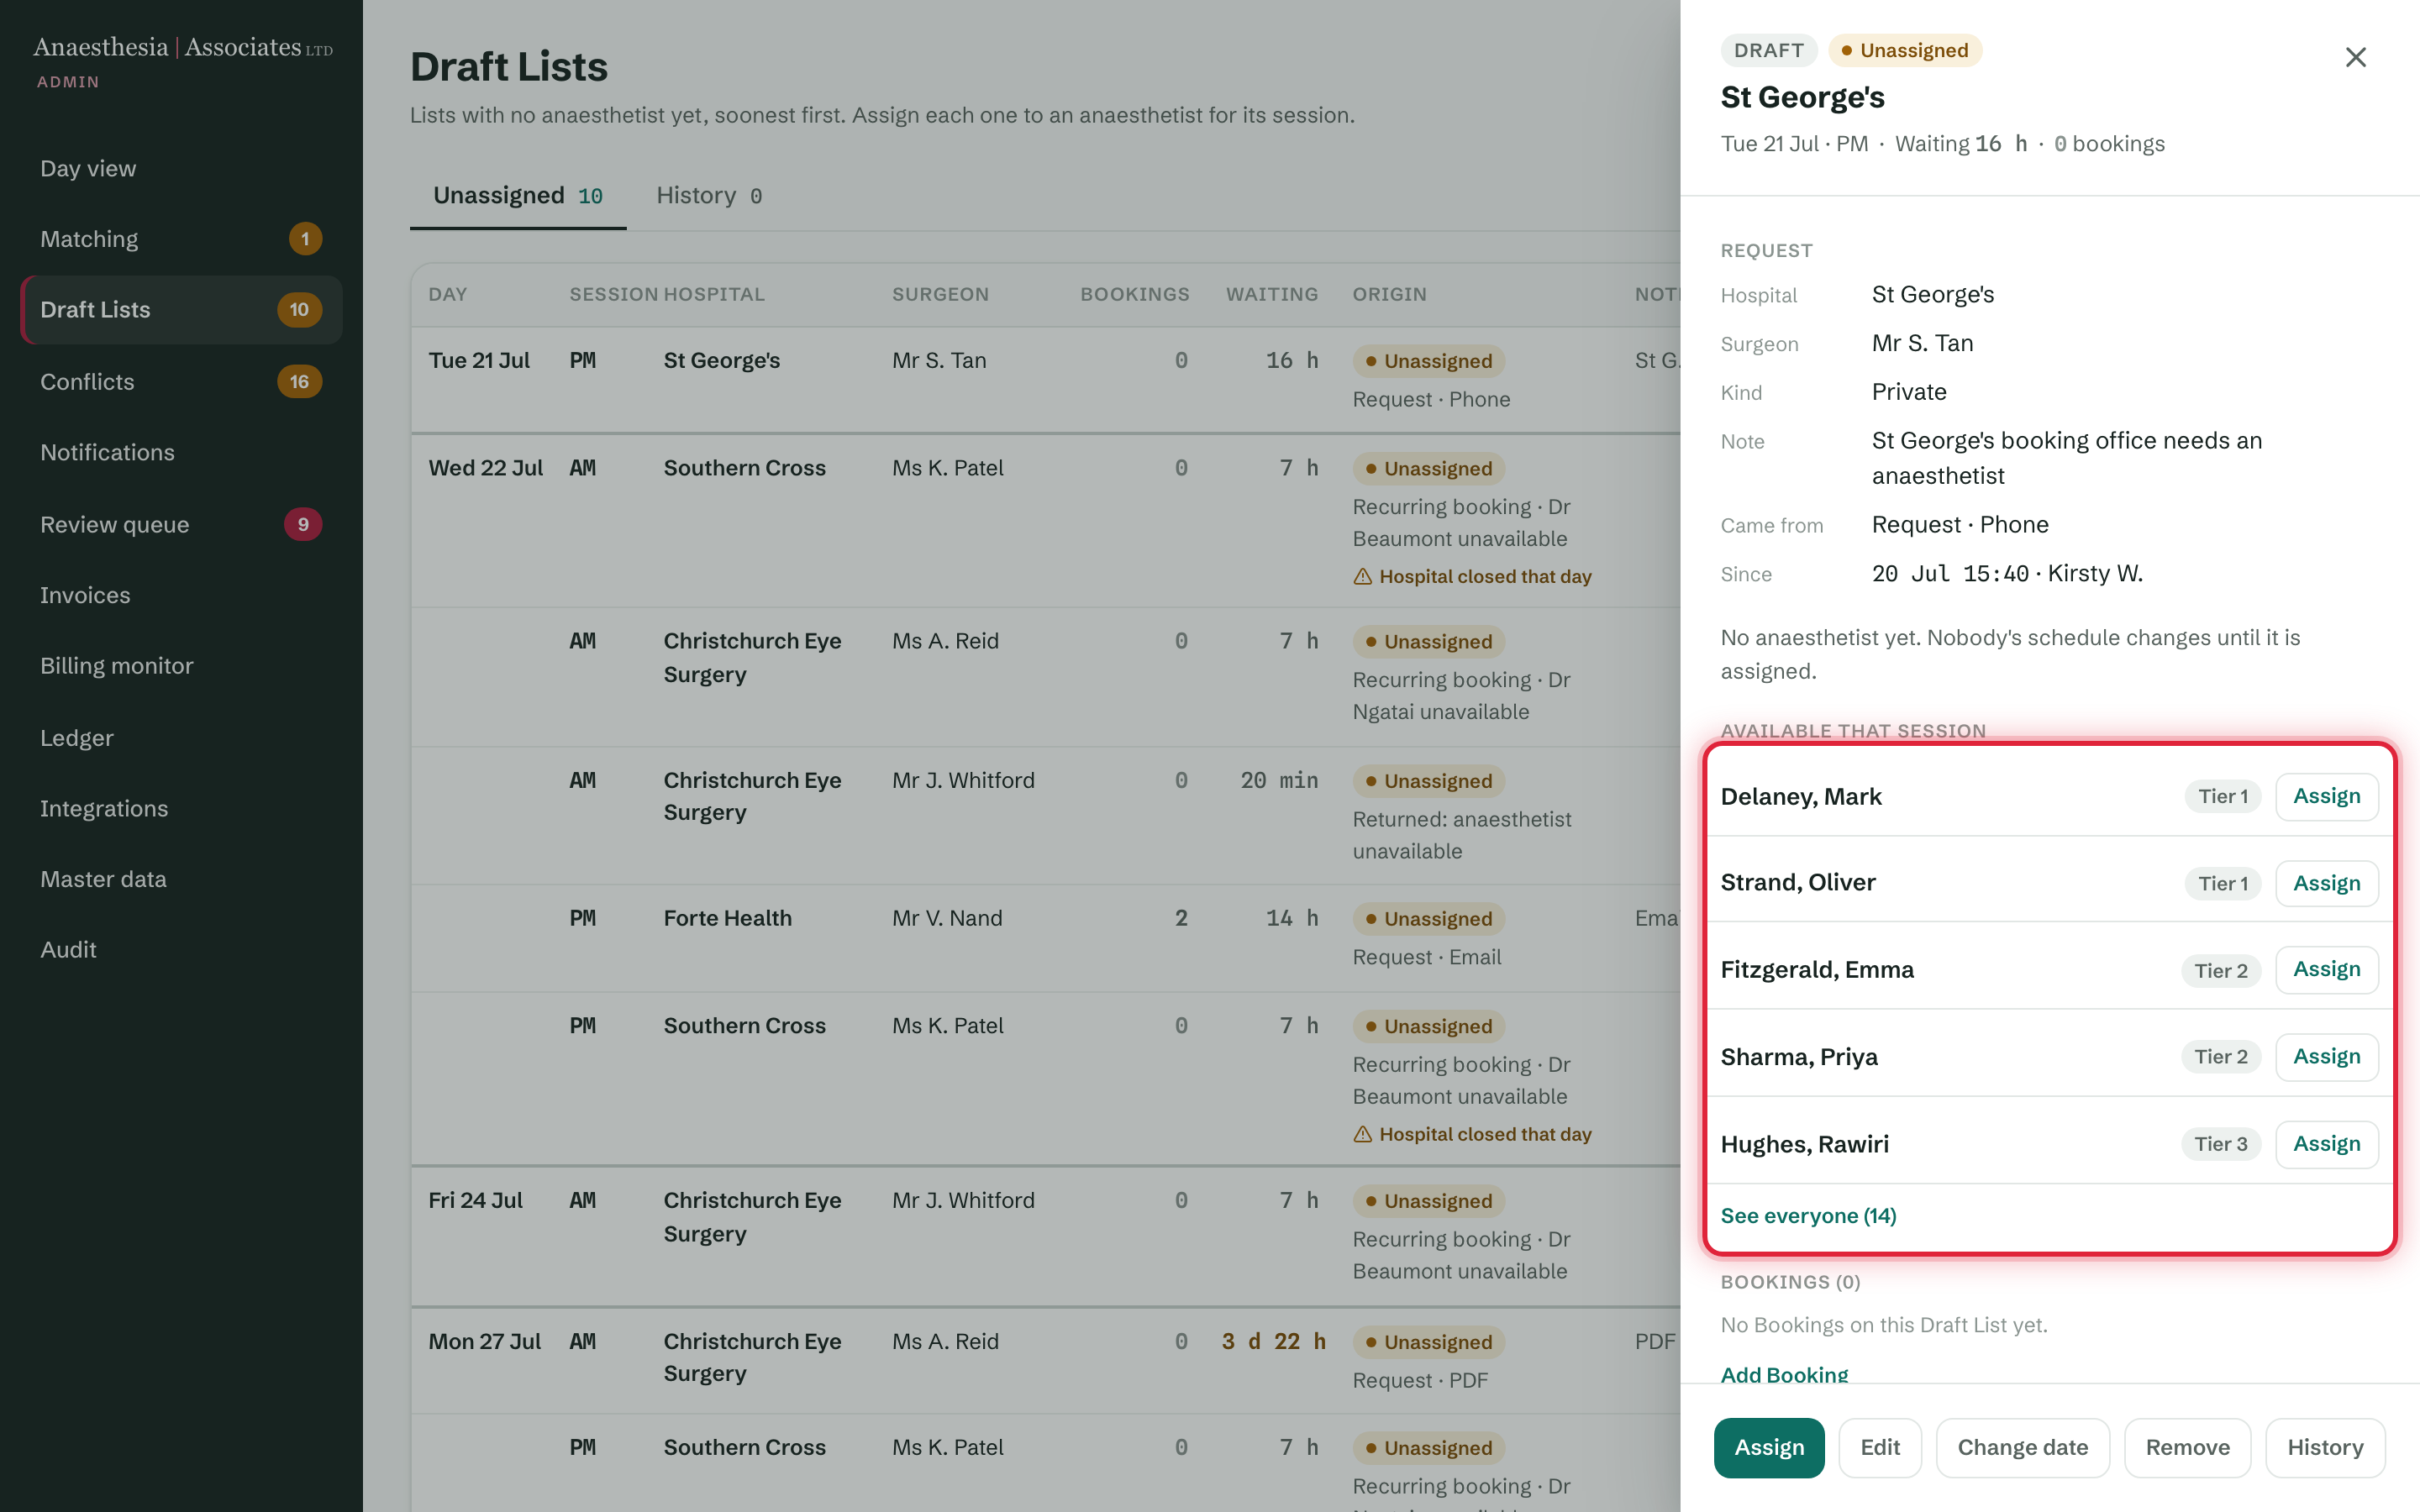 Anaesthesia | Associates LTD
ADMIN
Day view
Matching 1
Draft Lists 10
Conflicts 16
Notifications
Review queue 9
Invoices
Billing monitor
Ledger
Integrations
Master data
Audit
Draft Lists
Lists with no anaesthetist yet, soonest first. Assign each one to an anaesthetist for its session.
Unassigned 10 History 0
DAY SESSION HOSPITAL SURGEON BOOKINGS WAITING ORIGIN
Tue 21 Jul PM St George's Mr S. Tan 0 16 h Unassigned St G.
Request · Phone
Wed 22 Jul AM Southern Cross Ms K. Patel 0 7 h Unassigned
Recurring booking · Dr
Beaumont unavailable
Hospital closed that day
AM Christchurch Eye Ms A. Reid 0 7 h Unassigned
Surgery
Recurring booking · Dr
Ngatai unavailable
AM Christchurch Eye Mr J. Whitford 0 20 min Unassigned
Surgery
Returned: anaesthetist
unavailable
PM Forte Health Mr V. Nand 2 14 h Unassigned
Request · Email
PM Southern Cross Ms K. Patel 0 7 h Unassigned
Recurring booking · Dr
Beaumont unavailable
Hospital closed that day
Fri 24 Jul AM Christchurch Eye Mr J. Whitford 0 7 h Unassigned
Surgery
Recurring booking · Dr
Beaumont unavailable
Mon 27 Jul AM Christchurch Eye Ms A. Reid 0 3 d 22 h Unassigned PDF
Surgery
Request · PDF
PM Southern Cross Ms K. Patel 0 7 h Unassigned
Recurring booking · Dr
DRAFT Unassigned
St George's
Tue 21 Jul · PM · Waiting 16 h · 0 bookings
REQUEST
Hospital St George's
Surgeon Mr S. Tan
Kind Private
Note St George's booking office needs an
anaesthetist
Came from Request · Phone
Since 20 Jul 15:40 · Kirsty W.
No anaesthetist yet. Nobody's schedule changes until it is
assigned.
AVAILABLE THAT SESSION
Delaney, Mark Tier 1 Assign
Strand, Oliver Tier 1 Assign
Fitzgerald, Emma Tier 2 Assign
Sharma, Priya Tier 2 Assign
Hughes, Rawiri Tier 3 Assign
See everyone (14)
BOOKINGS (0)
No Bookings on this Draft List yet.
Add Booking
Assign Edit Change date Remove History